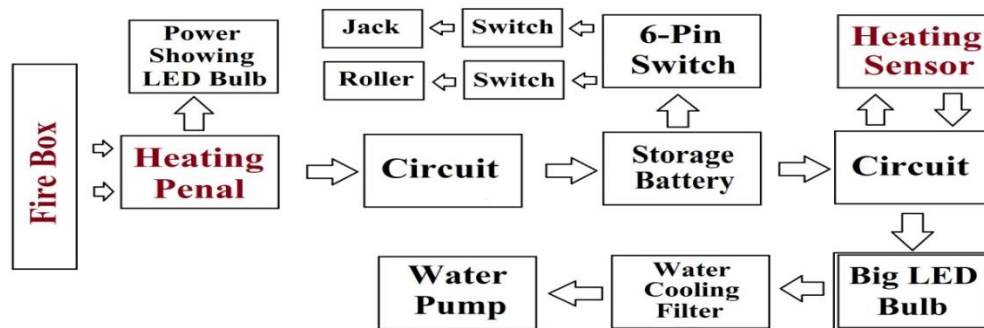 Power
Showing
LED Bulb
Jack
Switch
6-Pin
Switch
Heating
Sensor
Roller
Switch
Fire Box
Heating
Penal
Circuit
Storage
Battery
Circuit
Water
Pump
Water
Cooling
Filter
Big LED
Bulb